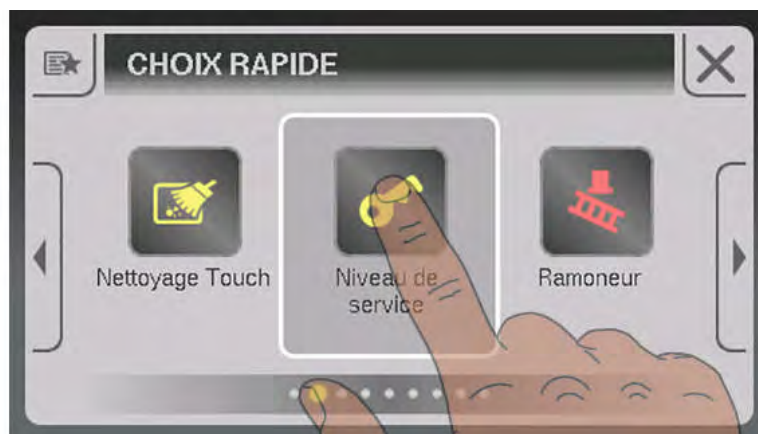 CHOIX RAPIDE
Nettoyage Touch
Niveau de
service
Ramoneur